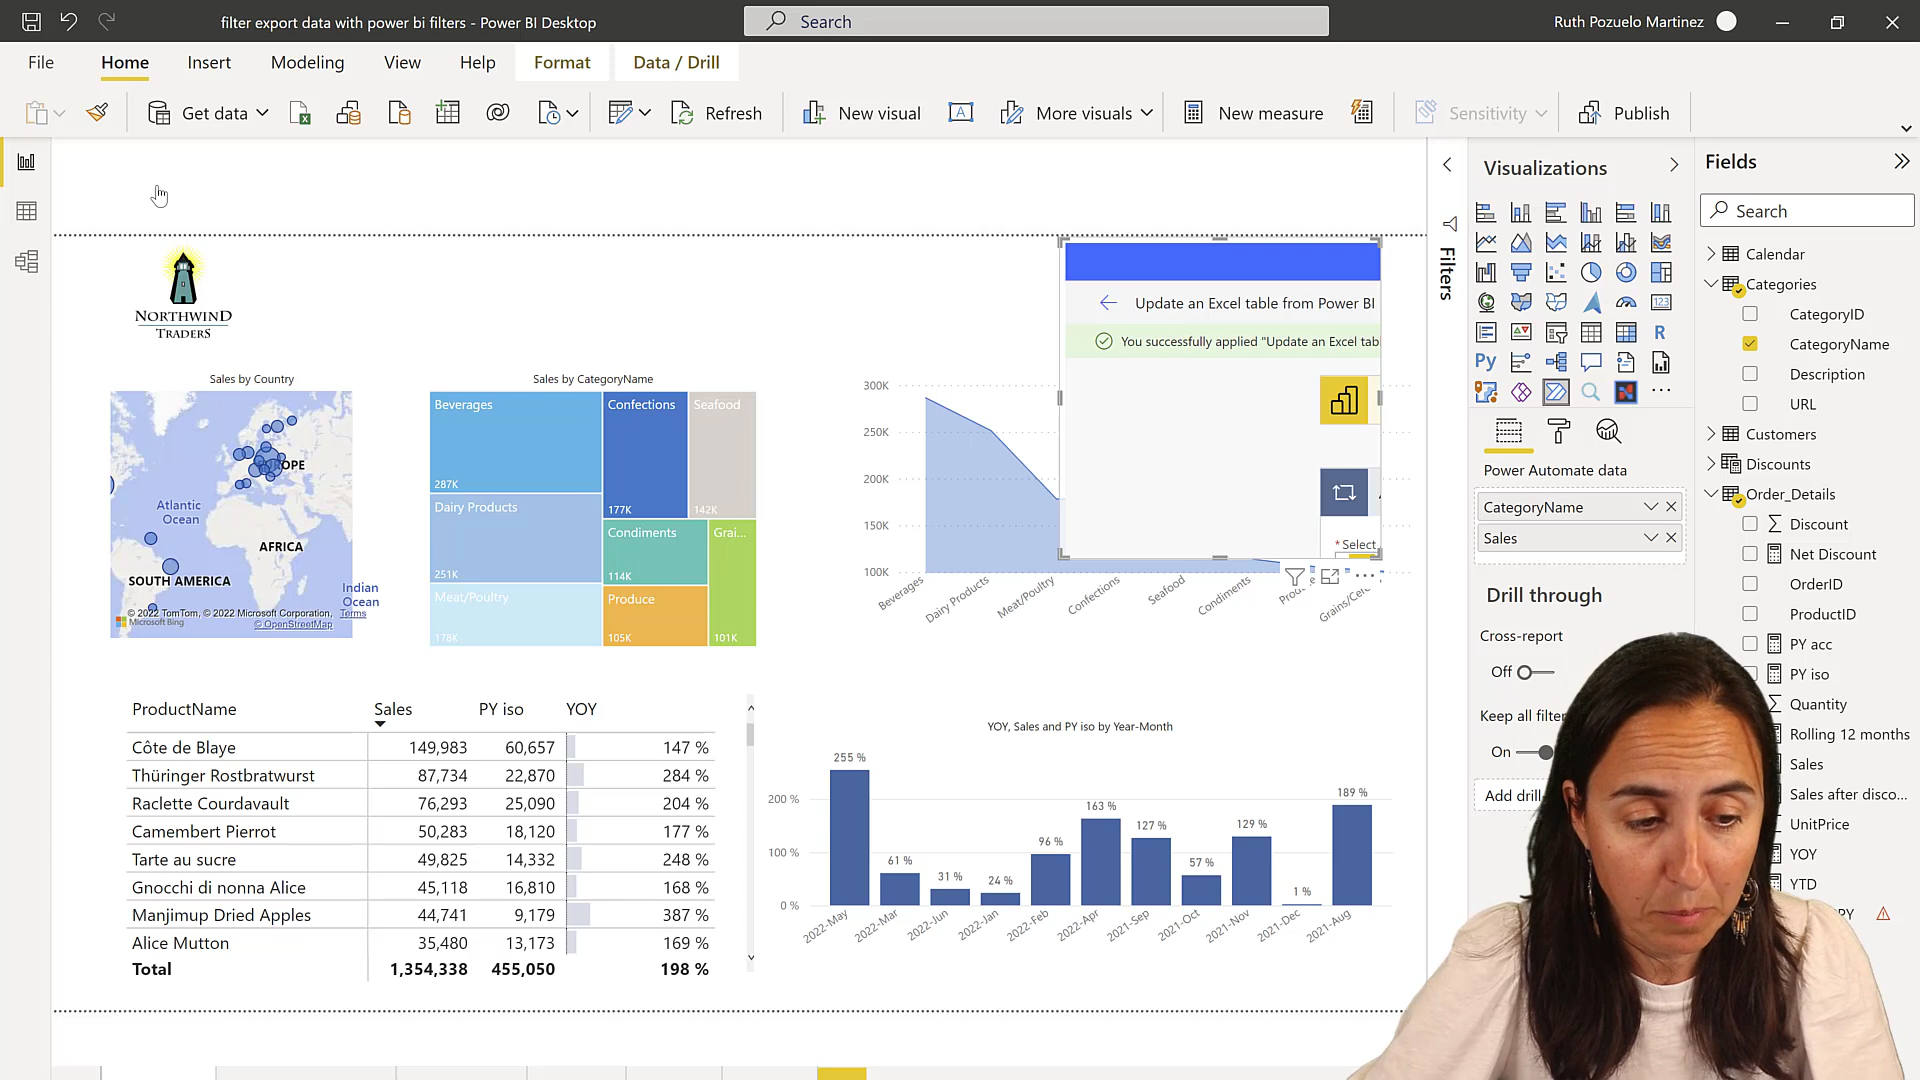 filter export data with power bi filters - Power BI Desktop
Search
Ruth Pozuelo Martinez
File
Home
Insert
Modeling
View
Help
Format
Data / Drill
Get data
Refresh
New visual
More visuals
New measure
Sensitivity
Publish
NORTHWIND
TRADERS
Sales by Country
EUROPE
Atlantic
Ocean
AFRICA
SOUTH AMERICA
Indian
Ocean
© 2022 TomTom, © 2022 Microsoft Corporation,
Terms
Microsoft Bing
© OpenStreetMap
Sales by CategoryName
Beverages
287K
Dairy Products
251K
Meat/Poultry
178K
Confections
177K
Seafood
142K
Condiments
114K
Grai...
101K
Produce
105K
300K
250K
200K
150K
100K
Beverages
Dairy Products
Meat/Poultry
Confections
Seafood
Condiments
Grains/Cere
Update an Excel table from Power BI
You successfully applied "Update an Excel tab
* Select
ProductName
Sales
PY iso
YOY
Côte de Blaye 149,983 60,657 147 %
Thüringer Rostbratwurst 87,734 22,870 284 %
Raclette Courdavault 76,293 25,090 204 %
Camembert Pierrot 50,283 18,120 177 %
Tarte au sucre 49,825 14,332 248 %
Gnocchi di nonna Alice 45,118 16,810 168 %
Manjimup Dried Apples 44,741 9,179 387 %
Alice Mutton 35,480 13,173 169 %
Total 1,354,338 455,050 198 %
YOY, Sales and PY iso by Year-Month
200 %
100 %
0 %
255 %
61 %
31 %
24 %
96 %
163 %
127 %
57 %
129 %
1 %
189 %
2022-May
2022-Mar
2022-Jun
2022-Jan
2022-Feb
2022-Apr
2021-Sep
2021-Oct
2021-Nov
2021-Dec
2021-Aug
Filters
Visualizations
R
Py
123
Power Automate data
CategoryName
Sales
Drill through
Cross-report
Off
Keep all filter
On
Add drill
Fields
Search
Calendar
Categories
CategoryID
CategoryName
Description
URL
Customers
Discounts
Order_Details
Discount
Net Discount
OrderID
ProductID
PY acc
PY iso
Quantity
Rolling 12 months
Sales
Sales after disco...
UnitPrice
YOY
YTD
PY